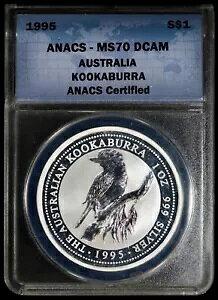 1995 S$1
ANACS - MS70 DCAM
AUSTRALIA
KOOKABURRA
ANACS Certified
THE AUSTRALIAN KOOKABURRA
1 OZ. 999 SILVER
·1995·